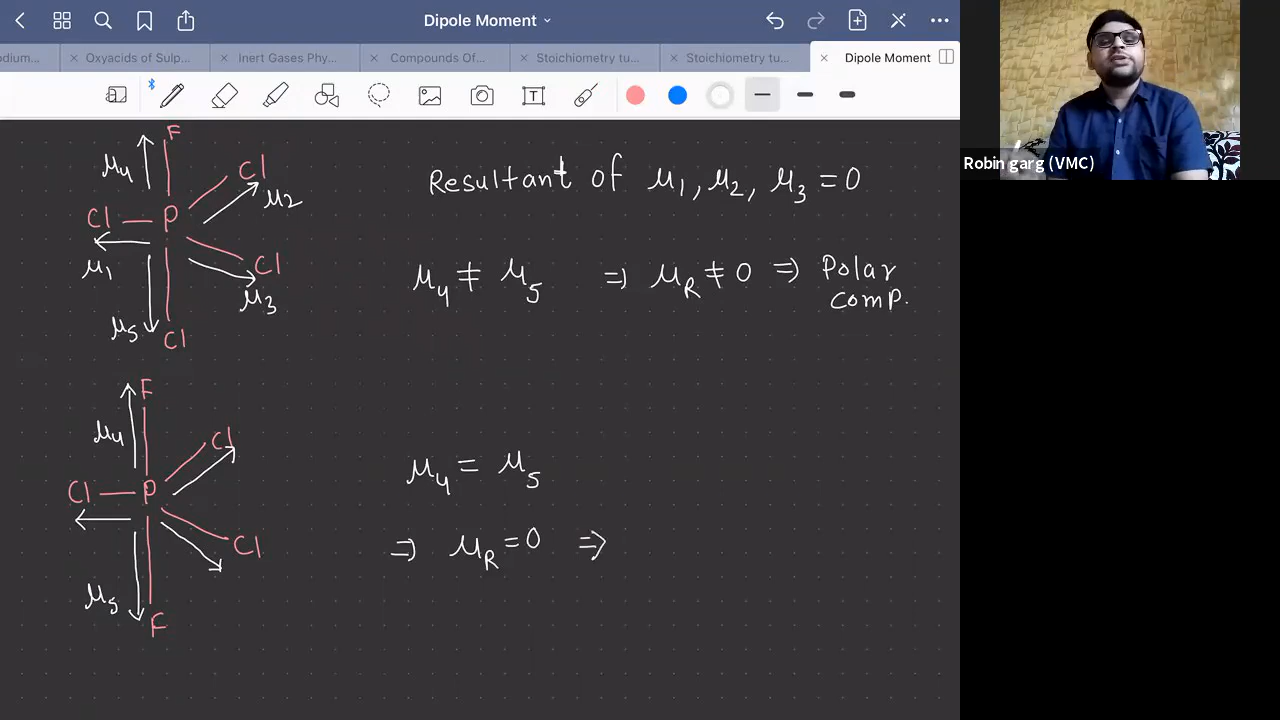 Dipole Moment
odium...
Oxyacids of Sulp...
Inert Gases Phy...
Compounds Of...
Stoichiometry tu...
Stoichiometry tu...
Dipole Moment
T
Robin garg (VMC)
F
μ4
Cl
μ2
Cl P
μ1
Cl
μ3
μ5
Cl
Resultant of μ1, μ2, μ3 = 0
μ4 ≠ μ5 ⇒ μR ≠ 0 ⇒ Polar
comp.
F
μ4
Cl
Cl P
Cl
μ5
F
μ4 = μ5
⇒ μR = 0 ⇒